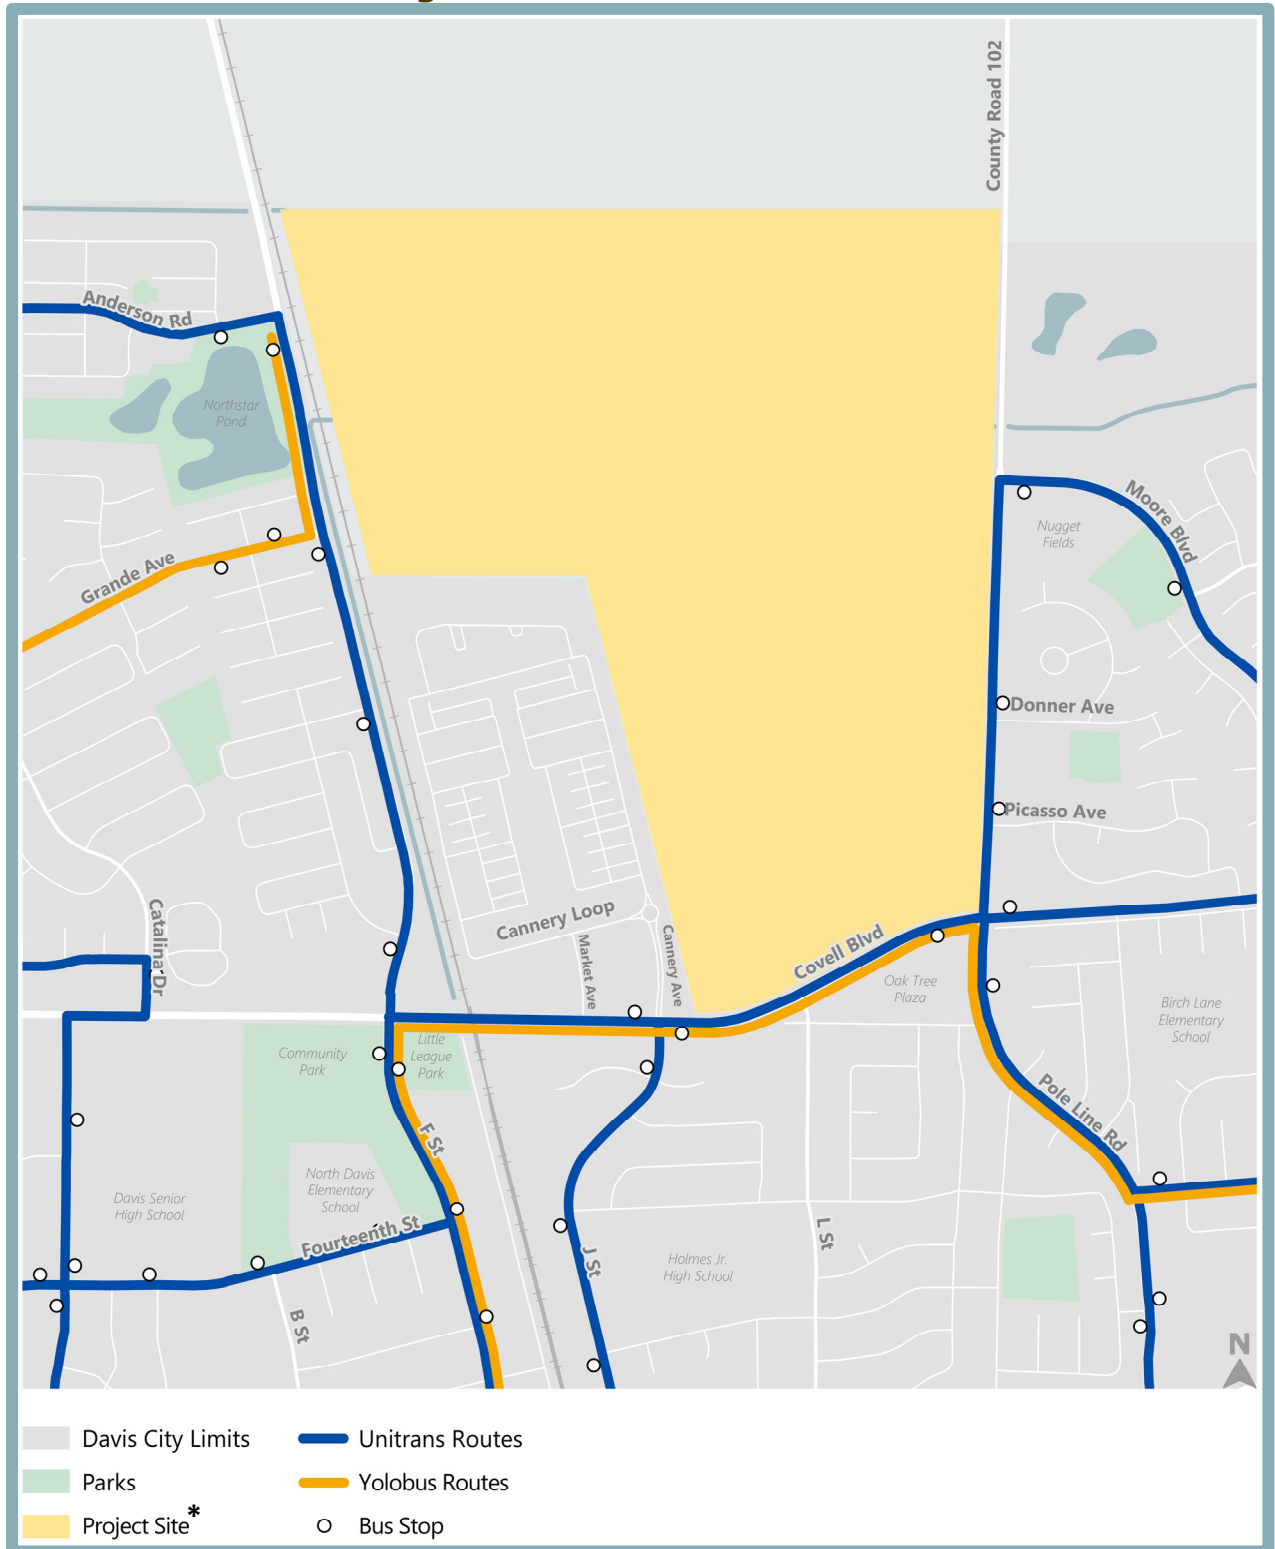 County Road 102
Anderson Rd
Northstar
Pond
Grande Ave
Moore Blvd
Nugget
Fields
Donner Ave
Picasso Ave
Catalina Dr
Cannery Loop
Market Ave
Cannery Ave
Covell Blvd
Oak Tree
Plaza
Birch Lane
Elementary
School
Community
Park
Little
League
Park
F St
Pole Line Rd
North Davis
Elementary
School
Davis Senior
High School
Fourteenth St
J St
L St
Holmes Jr.
High School
B St
N
Davis City Limits
Unitrans Routes
Parks
Yolobus Routes
Project Site*
Bus Stop